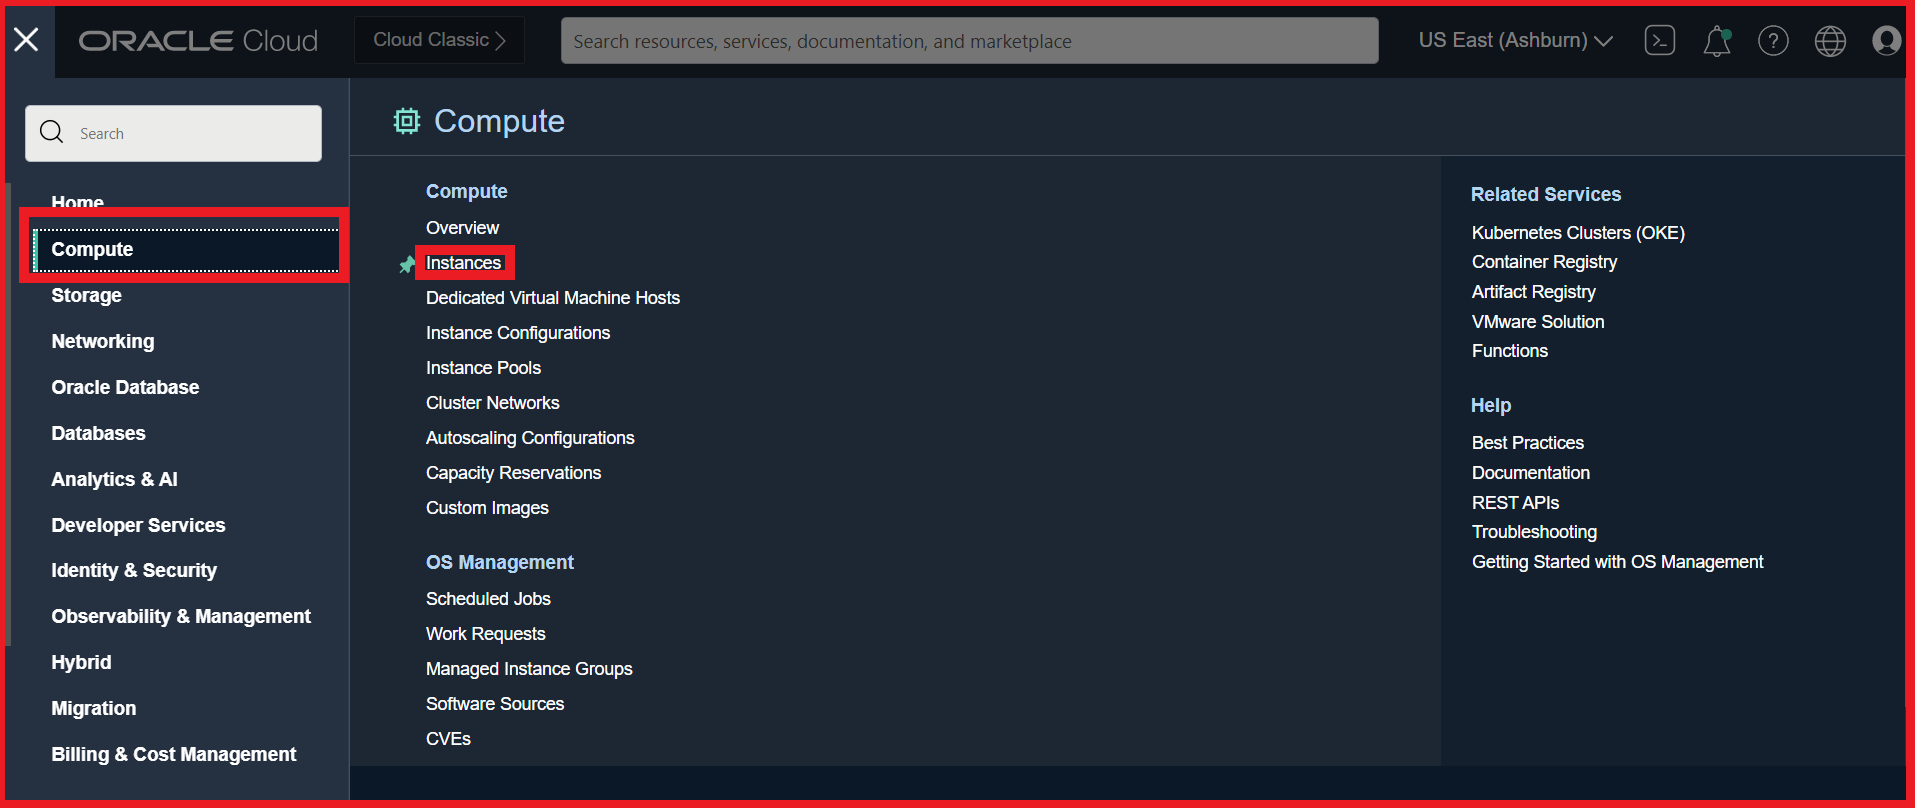 ORACLE Cloud
Cloud Classic
Search resources, services, documentation, and marketplace
US East (Ashburn)
Search
Home
Compute
Storage
Networking
Oracle Database
Databases
Analytics & AI
Developer Services
Identity & Security
Observability & Management
Hybrid
Migration
Billing & Cost Management
Compute
Compute
Overview
Instances
Dedicated Virtual Machine Hosts
Instance Configurations
Instance Pools
Cluster Networks
Autoscaling Configurations
Capacity Reservations
Custom Images
OS Management
Scheduled Jobs
Work Requests
Managed Instance Groups
Software Sources
CVEs
Related Services
Kubernetes Clusters (OKE)
Container Registry
Artifact Registry
VMware Solution
Functions
Help
Best Practices
Documentation
REST APIs
Troubleshooting
Getting Started with OS Management